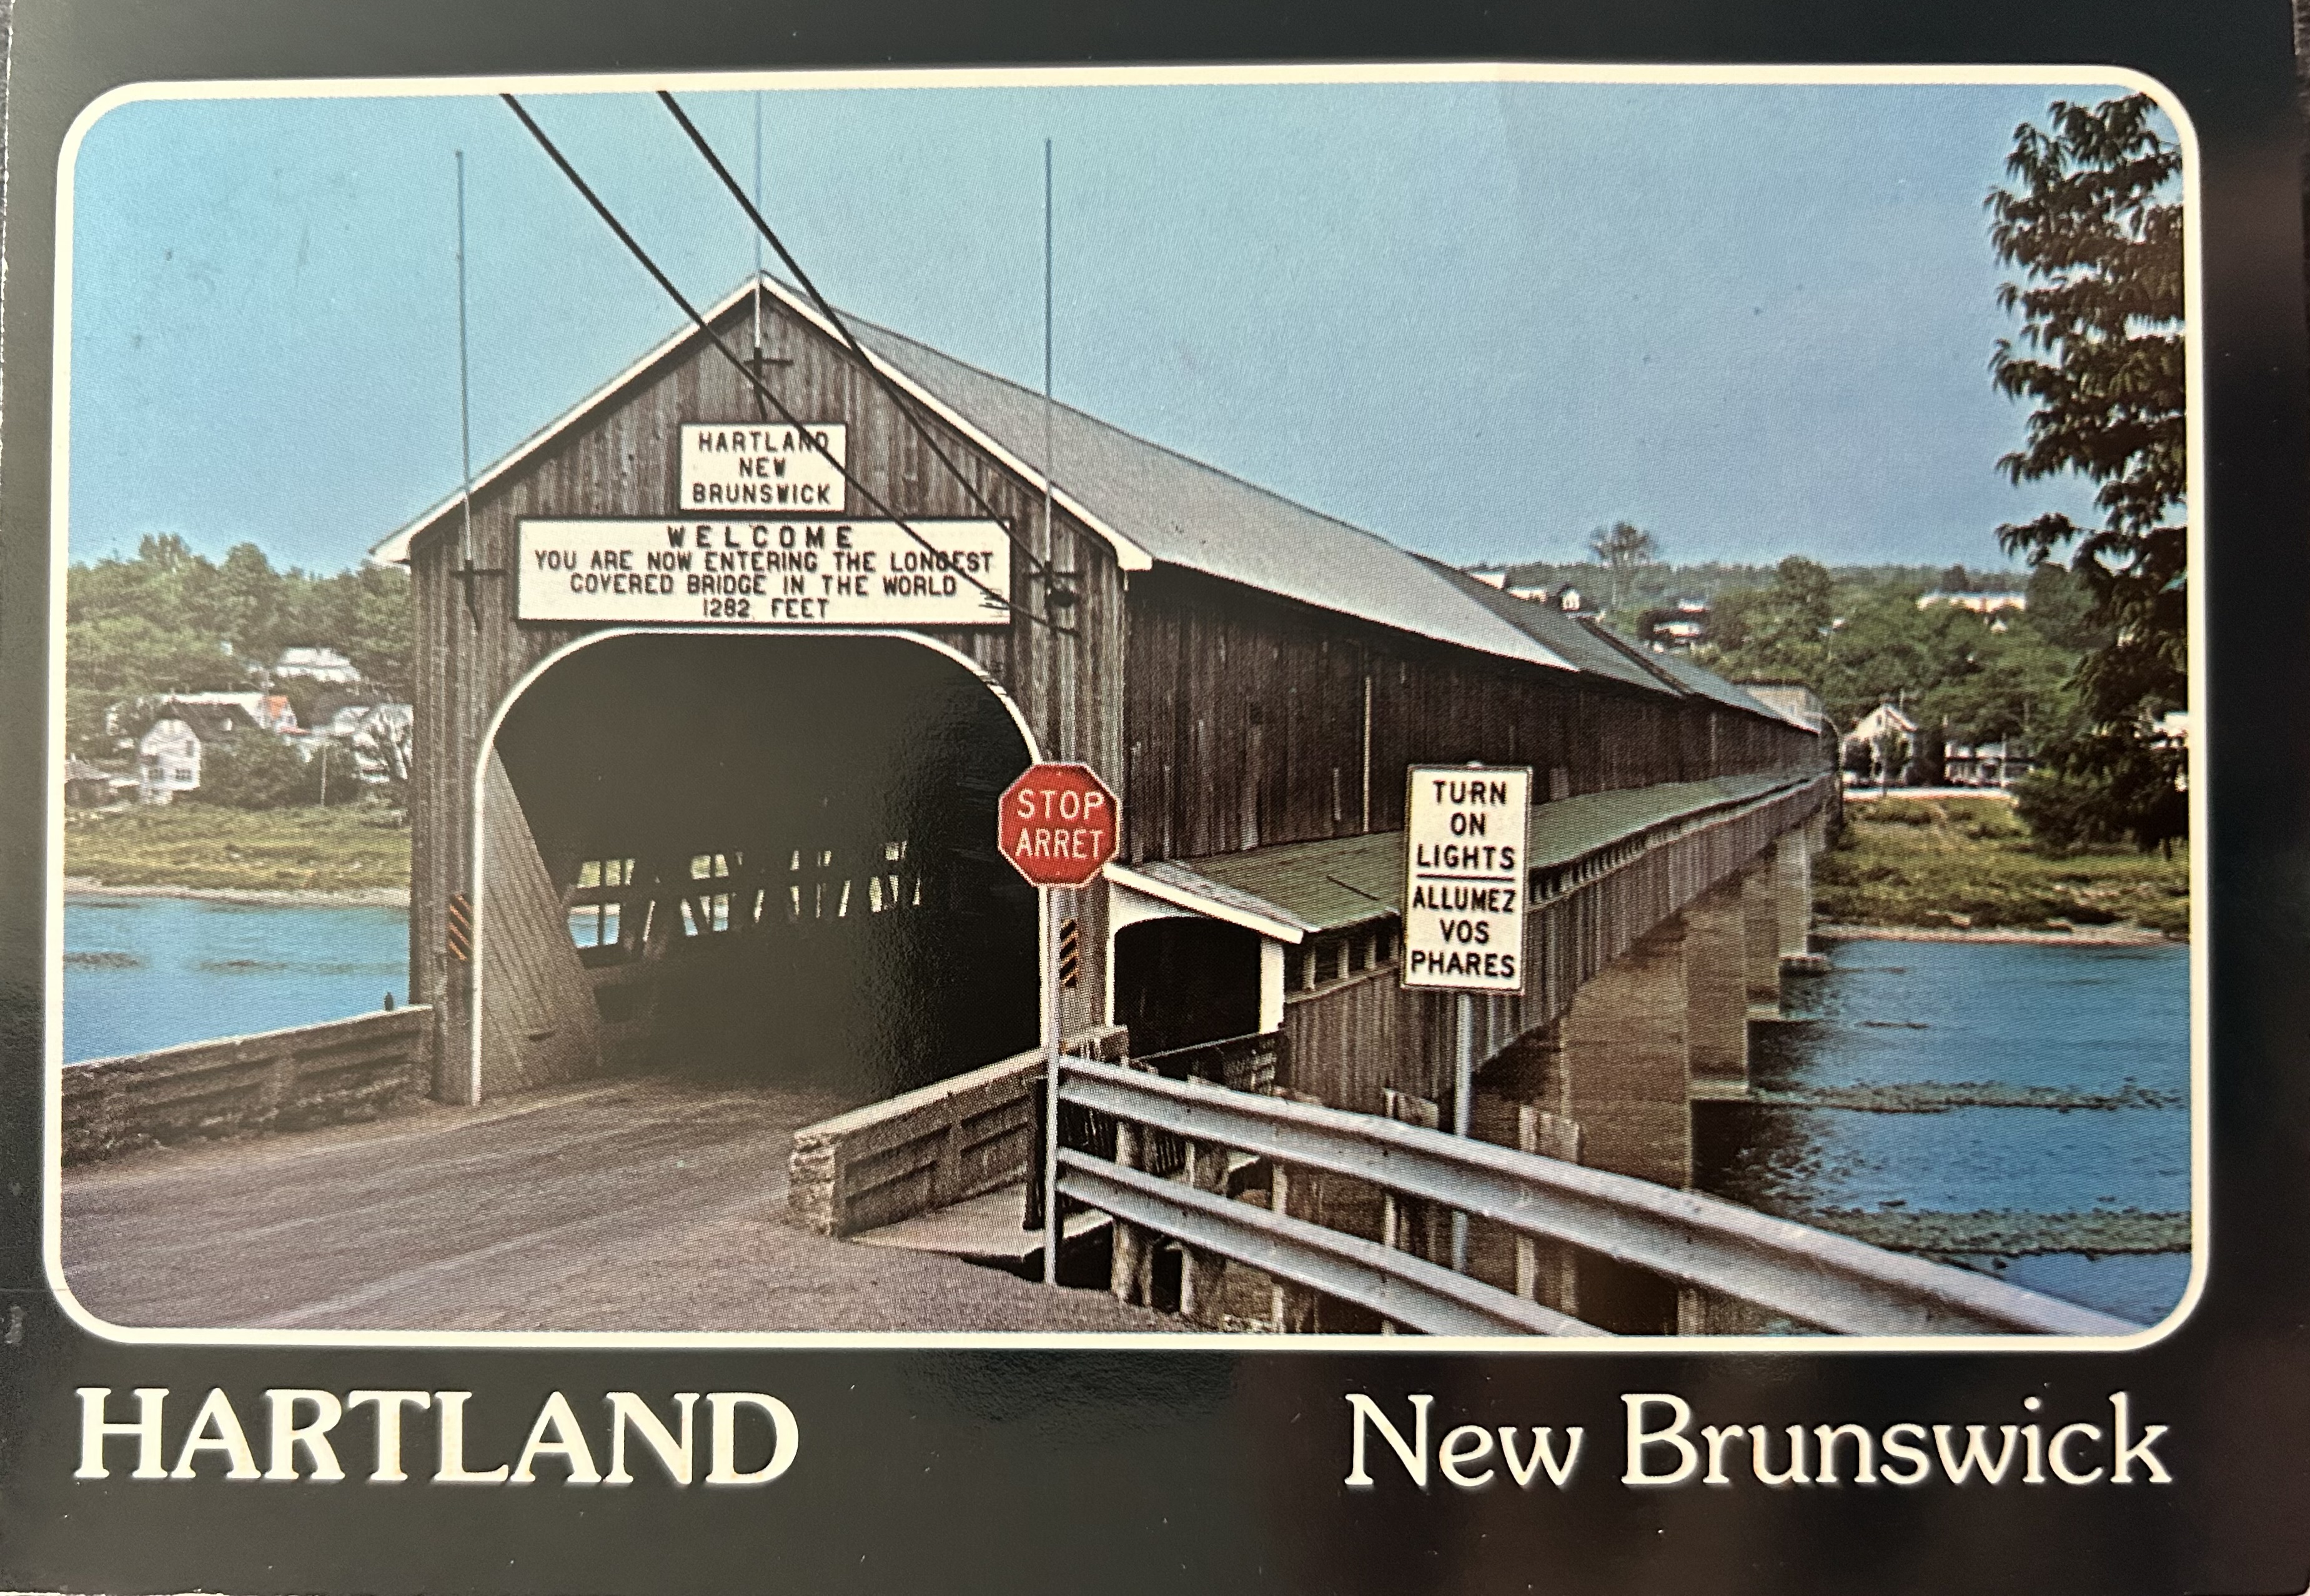 HARTLAND
NEW
BRUNSWICK
WELCOME
YOU ARE NOW ENTERING THE LONGEST
COVERED BRIDGE IN THE WORLD
1282 FEET
STOP
ARRET
TURN
ON
LIGHTS
ALLUMEZ
VOS
PHARES
HARTLAND
New Brunswick